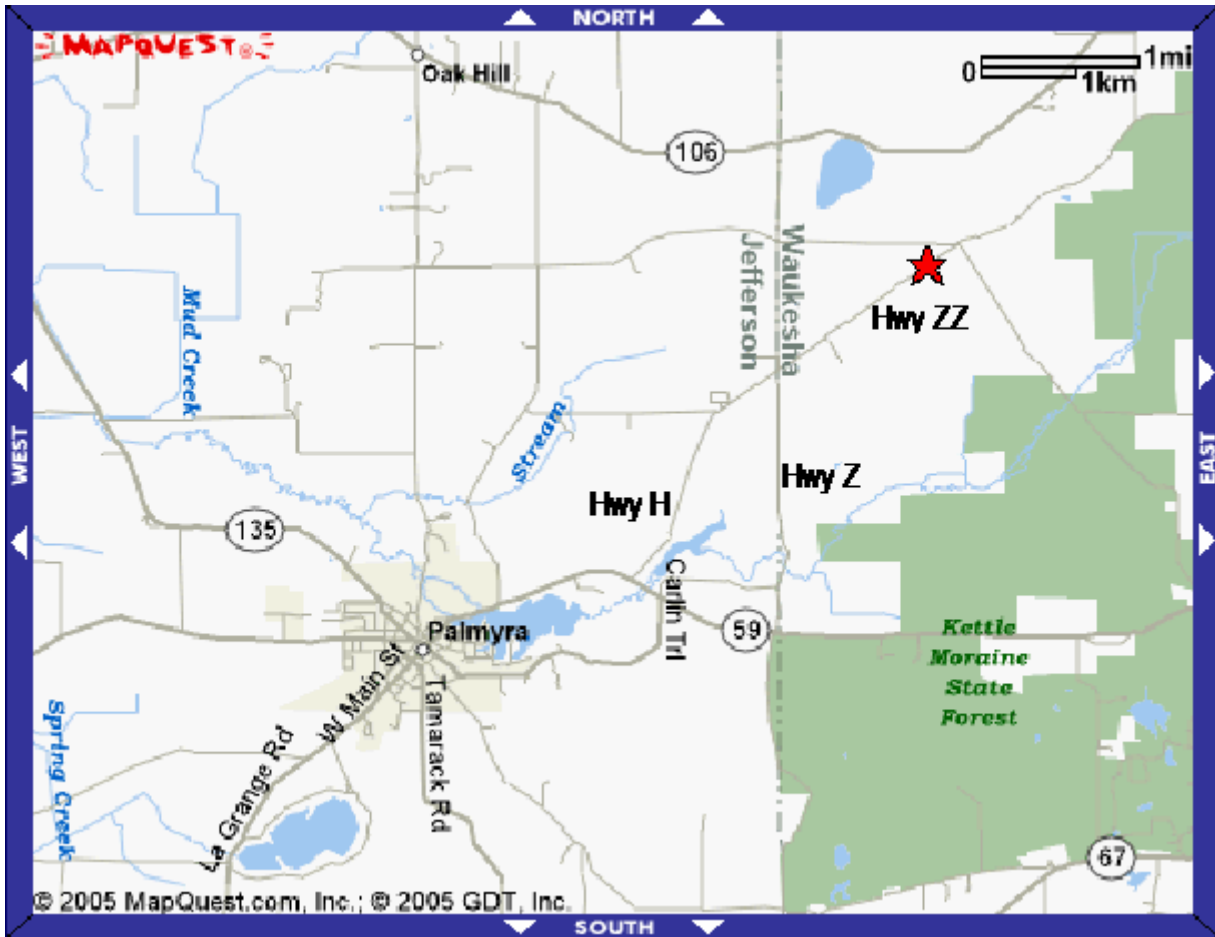 NORTH
MAPQUEST
Oak Hill
0
1mi
1km
106
Jefferson
Waukesha
Hwy ZZ
Mud Creek
WEST
EAST
Stream
Hwy Z
Hwy H
135
Carlin Trl
59
Palmyra
Kettle
Moraine
State
Forest
W Main St
Tamarack Rd
La Grange Rd
Spring Creek
67
© 2005 MapQuest.com, Inc.; © 2005 GDT, Inc.
SOUTH